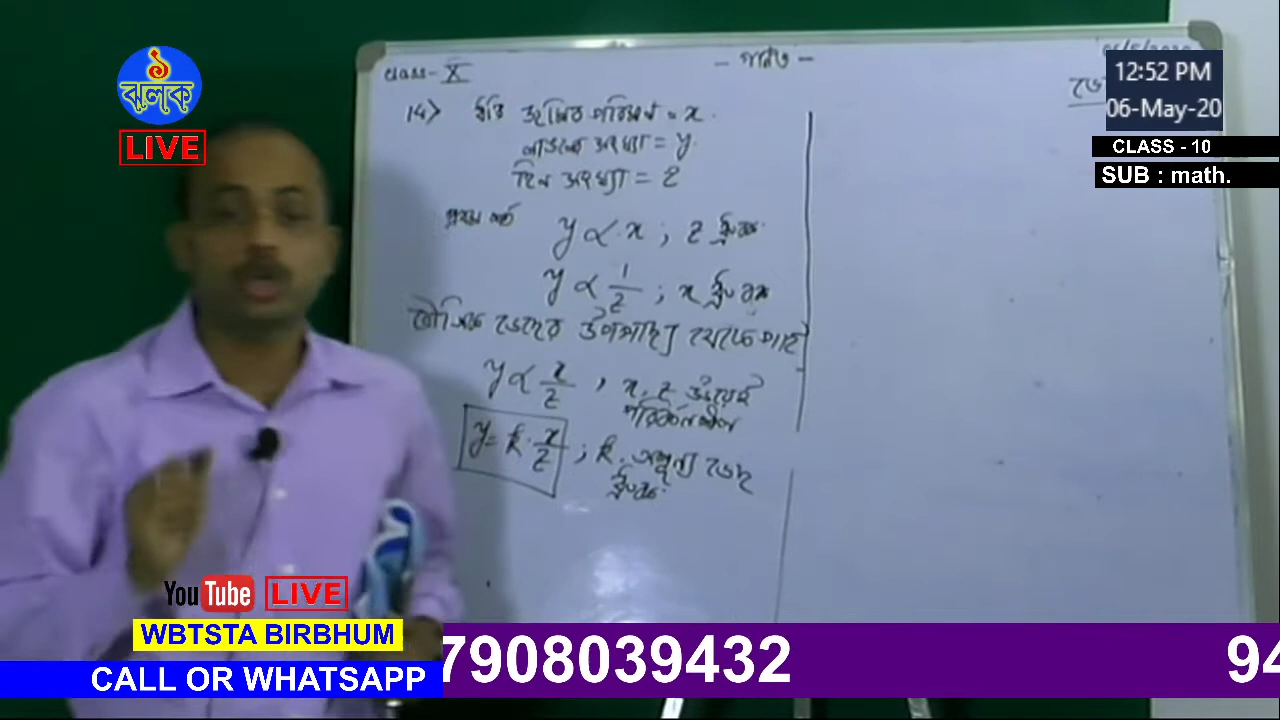 ঝলক
LIVE
Class - X
- গণিত -
12:52 PM
06-May-20
CLASS - 10
SUB : math.
14> ধরি জমির পরিমাণ = x.
লাঙলের সংখ্যা = y.
দিন সংখ্যা = z
প্রথম শর্তে y ∝ x ; z ধ্রুবক.
y ∝ 1/z ; x ধ্রুবক
যৌগিক ভেদের উপপাদ্য থেকে পাই
y ∝ x/z , x, z উভয়েই
পরিবর্তনশীল
y = k · x/z ; k. অশূন্য ভেদ
ধ্রুবক.
YouTube LIVE
WBTSTA BIRBHUM
CALL OR WHATSAPP
7908039432
94